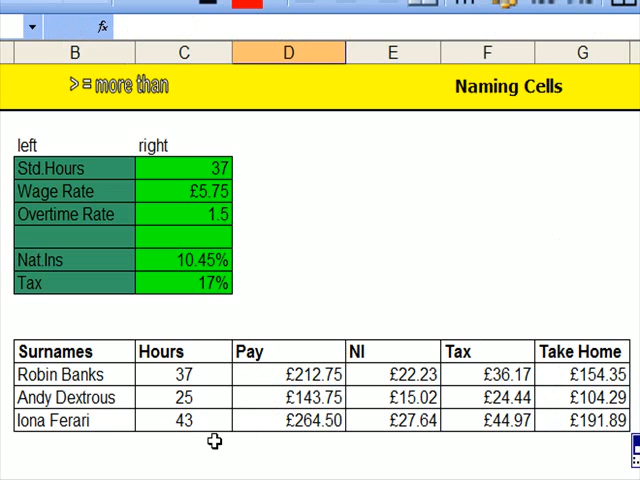 fx
B C D E F G
> = more than Naming Cells
left right
Std.Hours 37
Wage Rate £5.75
Overtime Rate 1.5
Nat.Ins 10.45%
Tax 17%
Surnames Hours Pay NI Tax Take Home
Robin Banks 37 £212.75 £22.23 £36.17 £154.35
Andy Dextrous 25 £143.75 £15.02 £24.44 £104.29
Iona Ferari 43 £264.50 £27.64 £44.97 £191.89